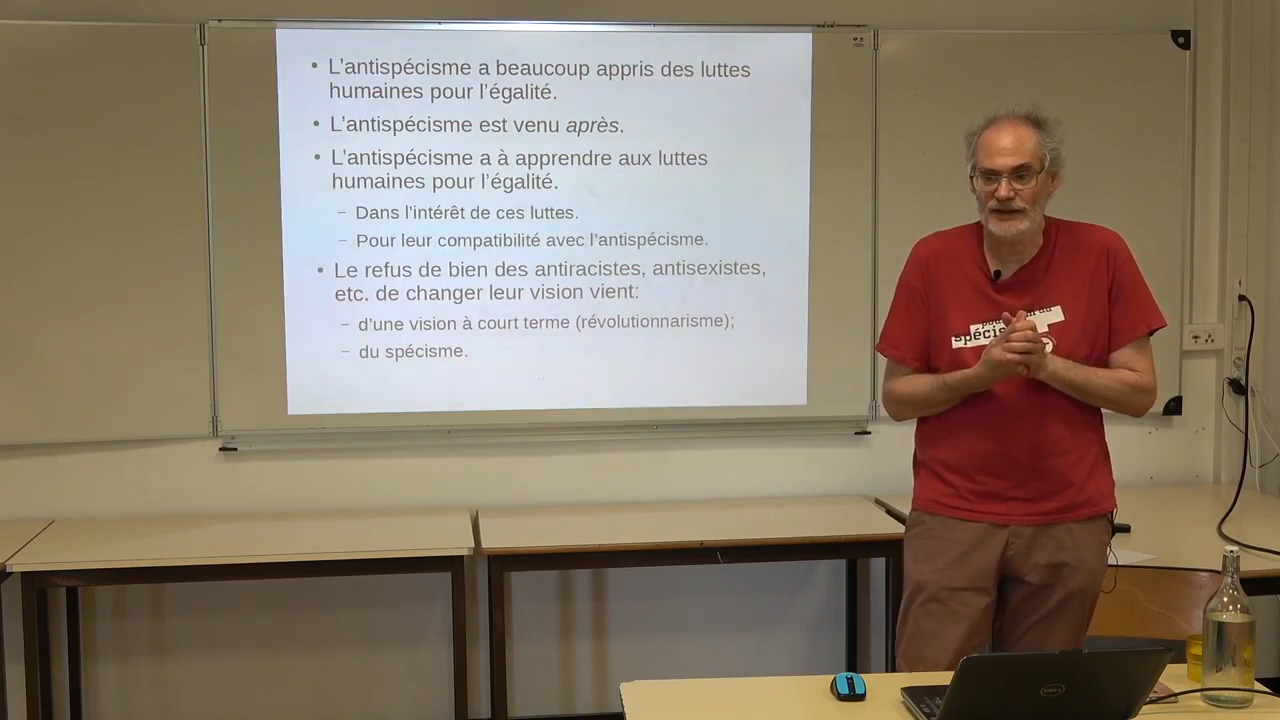 • L’antispécisme a beaucoup appris des luttes
humaines pour l’égalité.
• L’antispécisme est venu après.
• L’antispécisme a à apprendre aux luttes
humaines pour l’égalité.
– Dans l’intérêt de ces luttes.
– Pour leur compatibilité avec l’antispécisme.
• Le refus de bien des antiracistes, antisexistes,
etc. de changer leur vision vient:
– d’une vision à court terme (révolutionnarisme);
– du spécisme.
DELL